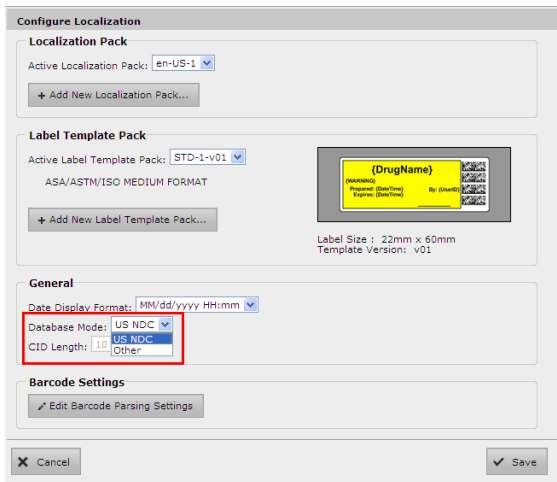 Configure Localization
Localization Pack
Active Localization Pack: en-US-1
+ Add New Localization Pack...
Label Template Pack
Active Label Template Pack: STD-1-v01
ASA/ASTM/ISO MEDIUM FORMAT
+ Add New Label Template Pack...
{DrugName}
{WARNING}
Prepared: {DateTime} By: {UserID}
Expires: {DateTime}
Label Size : 22mm x 60mm
Template Version: v01
General
Date Display Format: MM/dd/yyyy HH:mm
Database Mode: US NDC
US NDC
Other
CID Length: 10
Barcode Settings
Edit Barcode Parsing Settings
Cancel
Save